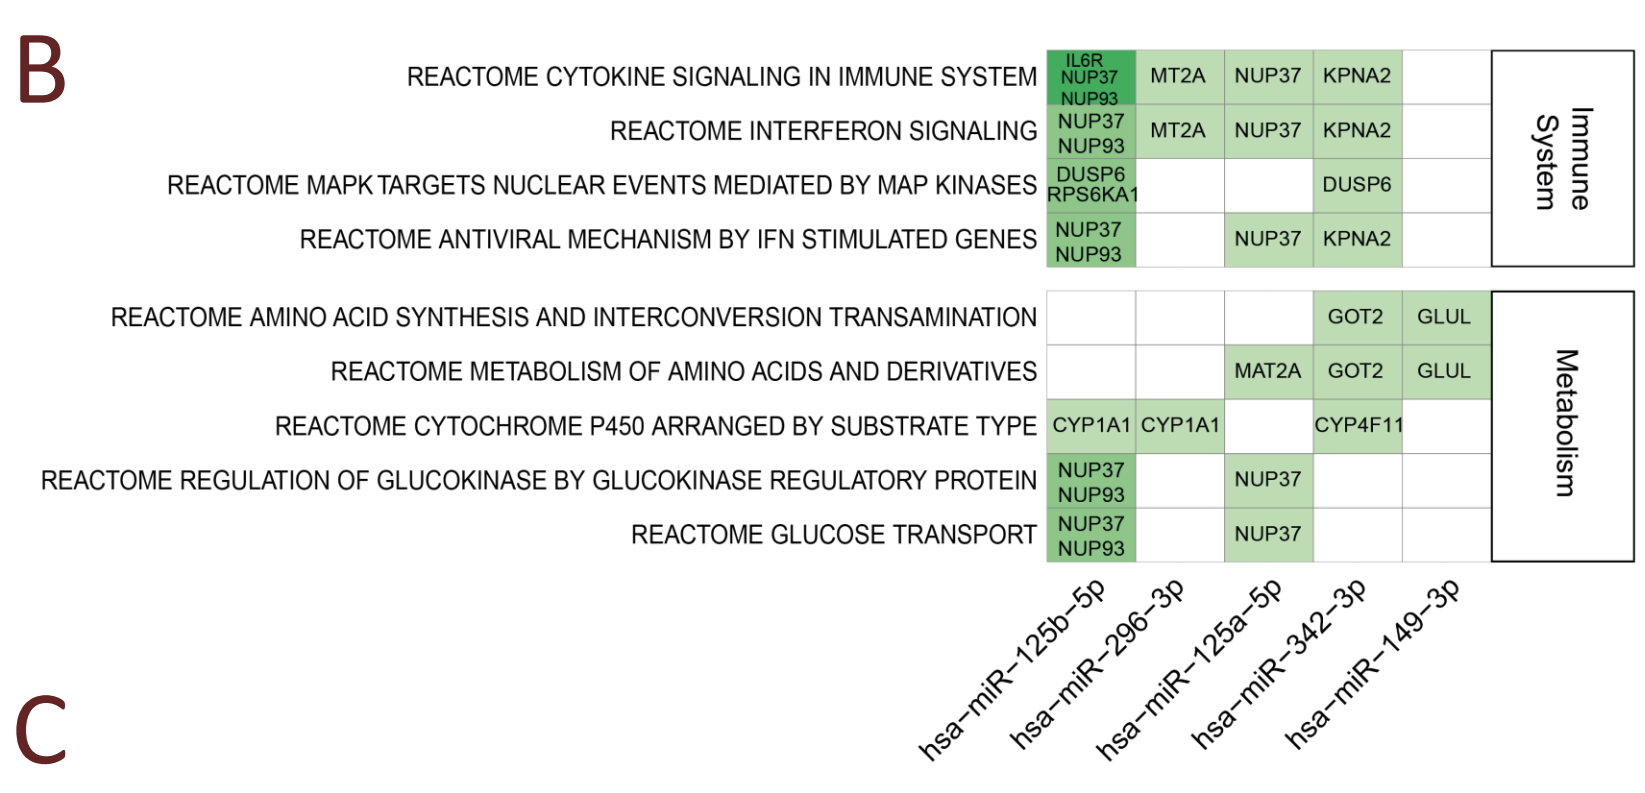 B
REACTOME CYTOKINE SIGNALING IN IMMUNE SYSTEM
IL6R
NUP37
NUP93
MT2A
NUP37
KPNA2
REACTOME INTERFERON SIGNALING
NUP37
NUP93
MT2A
NUP37
KPNA2
REACTOME MAPK TARGETS NUCLEAR EVENTS MEDIATED BY MAP KINASES
DUSP6
RPS6KA1
DUSP6
REACTOME ANTIVIRAL MECHANISM BY IFN STIMULATED GENES
NUP37
NUP93
NUP37
KPNA2
Immune
System
REACTOME AMINO ACID SYNTHESIS AND INTERCONVERSION TRANSAMINATION
GOT2
GLUL
REACTOME METABOLISM OF AMINO ACIDS AND DERIVATIVES
MAT2A
GOT2
GLUL
REACTOME CYTOCHROME P450 ARRANGED BY SUBSTRATE TYPE
CYP1A1
CYP1A1
CYP4F11
REACTOME REGULATION OF GLUCOKINASE BY GLUCOKINASE REGULATORY PROTEIN
NUP37
NUP93
NUP37
REACTOME GLUCOSE TRANSPORT
NUP37
NUP93
NUP37
Metabolism
hsa−miR−125b−5p
hsa−miR−296−3p
hsa−miR−125a−5p
hsa−miR−342−3p
hsa−miR−149−3p
C